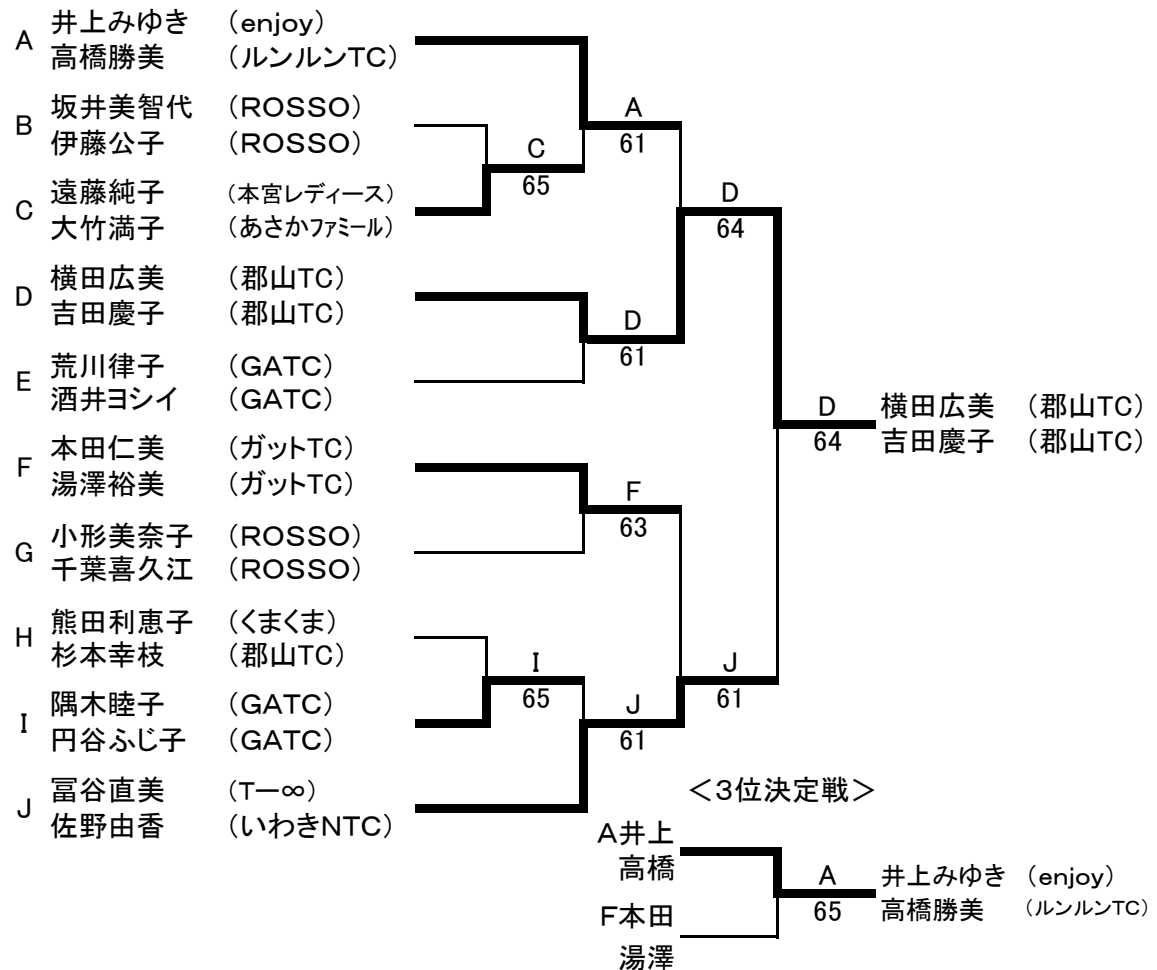 A
井上みゆき （enjoy）
高橋勝美 （ルンルンTC）
B
坂井美智代 （ROSSO）
伊藤公子 （ROSSO）
C
遠藤純子 （本宮レディース）
大竹満子 （あさかファミール）
D
横田広美 （郡山TC）
吉田慶子 （郡山TC）
E
荒川律子 （GATC）
酒井ヨシイ （GATC）
F
本田仁美 （ガットTC）
湯澤裕美 （ガットTC）
G
小形美奈子 （ROSSO）
千葉喜久江 （ROSSO）
H
熊田利恵子 （くまくま）
杉本幸枝 （郡山TC）
I
隅木睦子 （GATC）
円谷ふじ子 （GATC）
J
冨谷直美 （T－∞）
佐野由香 （いわきNTC）
C
65
I
65
A
61
D
61
F
63
J
61
D
64
J
61
D
64
横田広美 （郡山TC）
吉田慶子 （郡山TC）
＜3位決定戦＞
A井上
高橋
F本田
湯澤
A
65
井上みゆき （enjoy）
高橋勝美 （ルンルンTC）